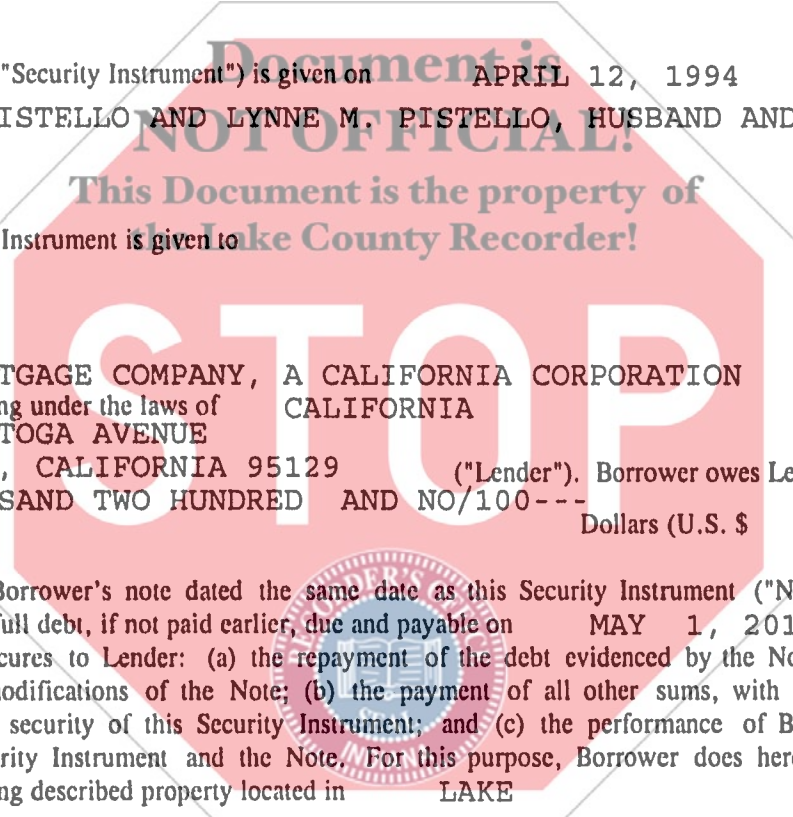 "Security Instrument") is given on APRIL 12, 1994
Document is
ISTELLO AND LYNNE M. PISTELLO, HUSBAND AND
NOT OFFICIAL!
This Document is the property of
the Lake County Recorder!
Instrument is given to
STOP
TGAGE COMPANY, A CALIFORNIA CORPORATION
ng under the laws of CALIFORNIA
TOGA AVENUE
, CALIFORNIA 95129 ("Lender"). Borrower owes Le
SAND TWO HUNDRED AND NO/100---
Dollars (U.S. $
Borrower's note dated the same date as this Security Instrument ("N
full debt, if not paid earlier, due and payable on MAY 1, 201
cures to Lender: (a) the repayment of the debt evidenced by the No
odifications of the Note; (b) the payment of all other sums, with
security of this Security Instrument; and (c) the performance of B
rity Instrument and the Note. For this purpose, Borrower does here
ng described property located in LAKE
RECORDER'S
INDIANA